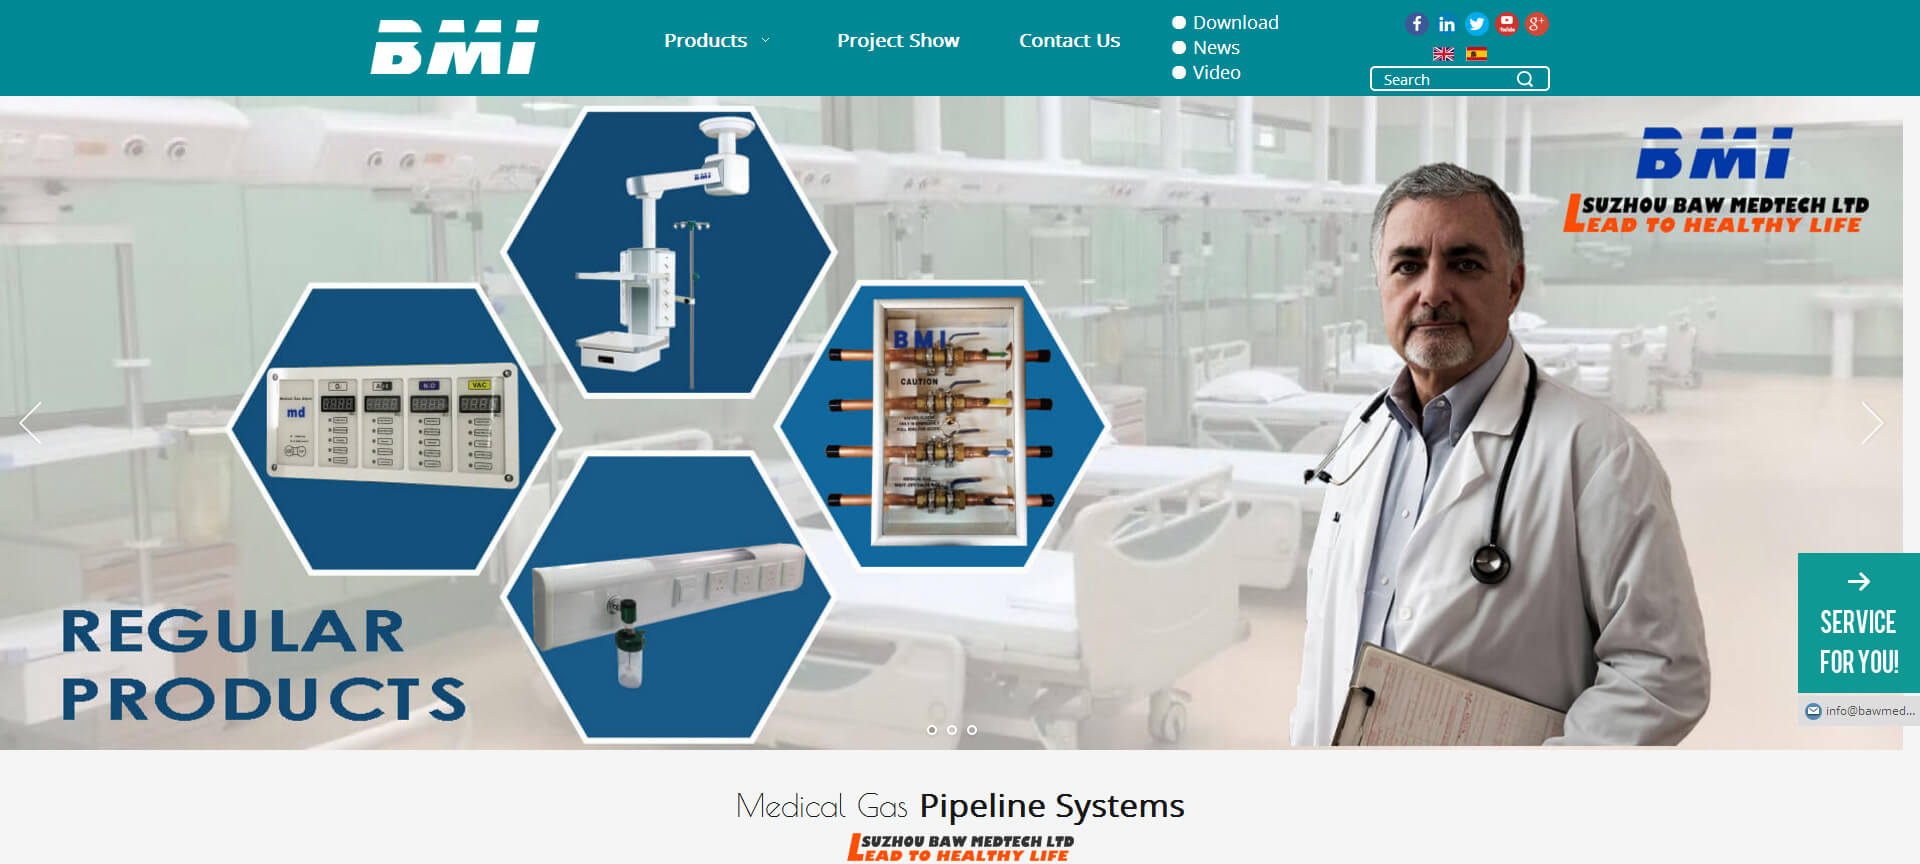 BMI
Products
Project Show
Contact Us
Download
News
Video
Search
BMI
SUZHOU BAW MEDTECH LTD
LEAD TO HEALTHY LIFE
BMI
BMI
CAUTION
md
VAC
REGULAR
PRODUCTS
SERVICE
FOR YOU!
info@bawmed...
Medical Gas Pipeline Systems
SUZHOU BAW MEDTECH LTD
LEAD TO HEALTHY LIFE